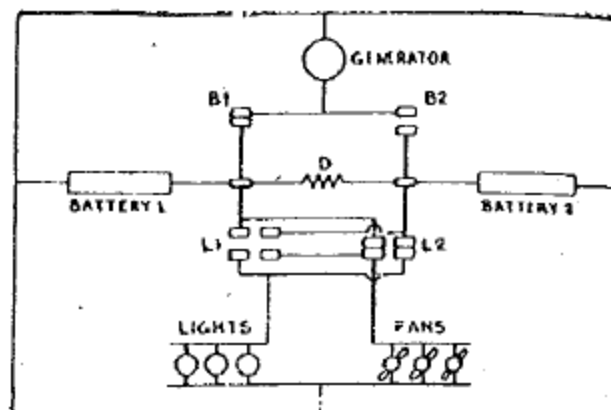 GENERATOR
B1
B2
D
BATTERY 1
BATTERY 2
L1
L2
LIGHTS
FANS